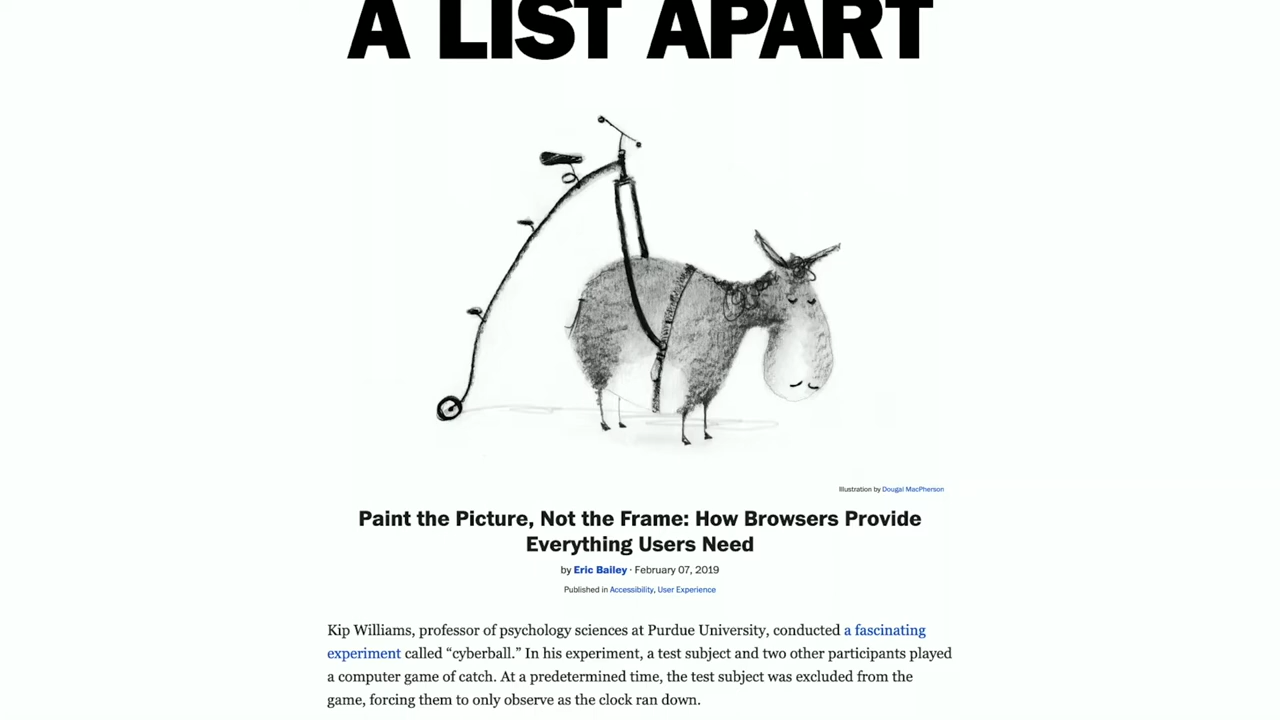 A LIST APART
Illustration by Dougal MacPherson
Paint the Picture, Not the Frame: How Browsers Provide
Everything Users Need
by Eric Bailey · February 07, 2019
Published in Accessibility, User Experience
Kip Williams, professor of psychology sciences at Purdue University, conducted a fascinating
experiment called “cyberball.” In his experiment, a test subject and two other participants played
a computer game of catch. At a predetermined time, the test subject was excluded from the
game, forcing them to only observe as the clock ran down.